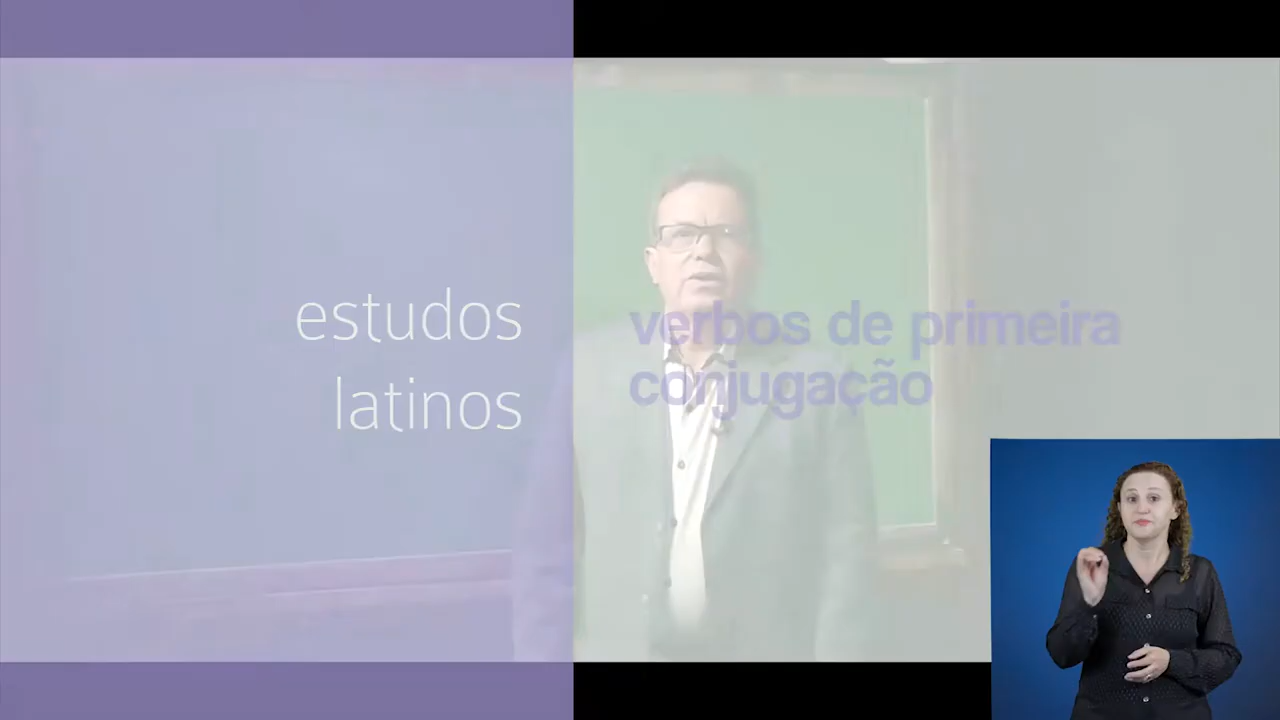 estudos
latinos
verbos de primeira
conjugação